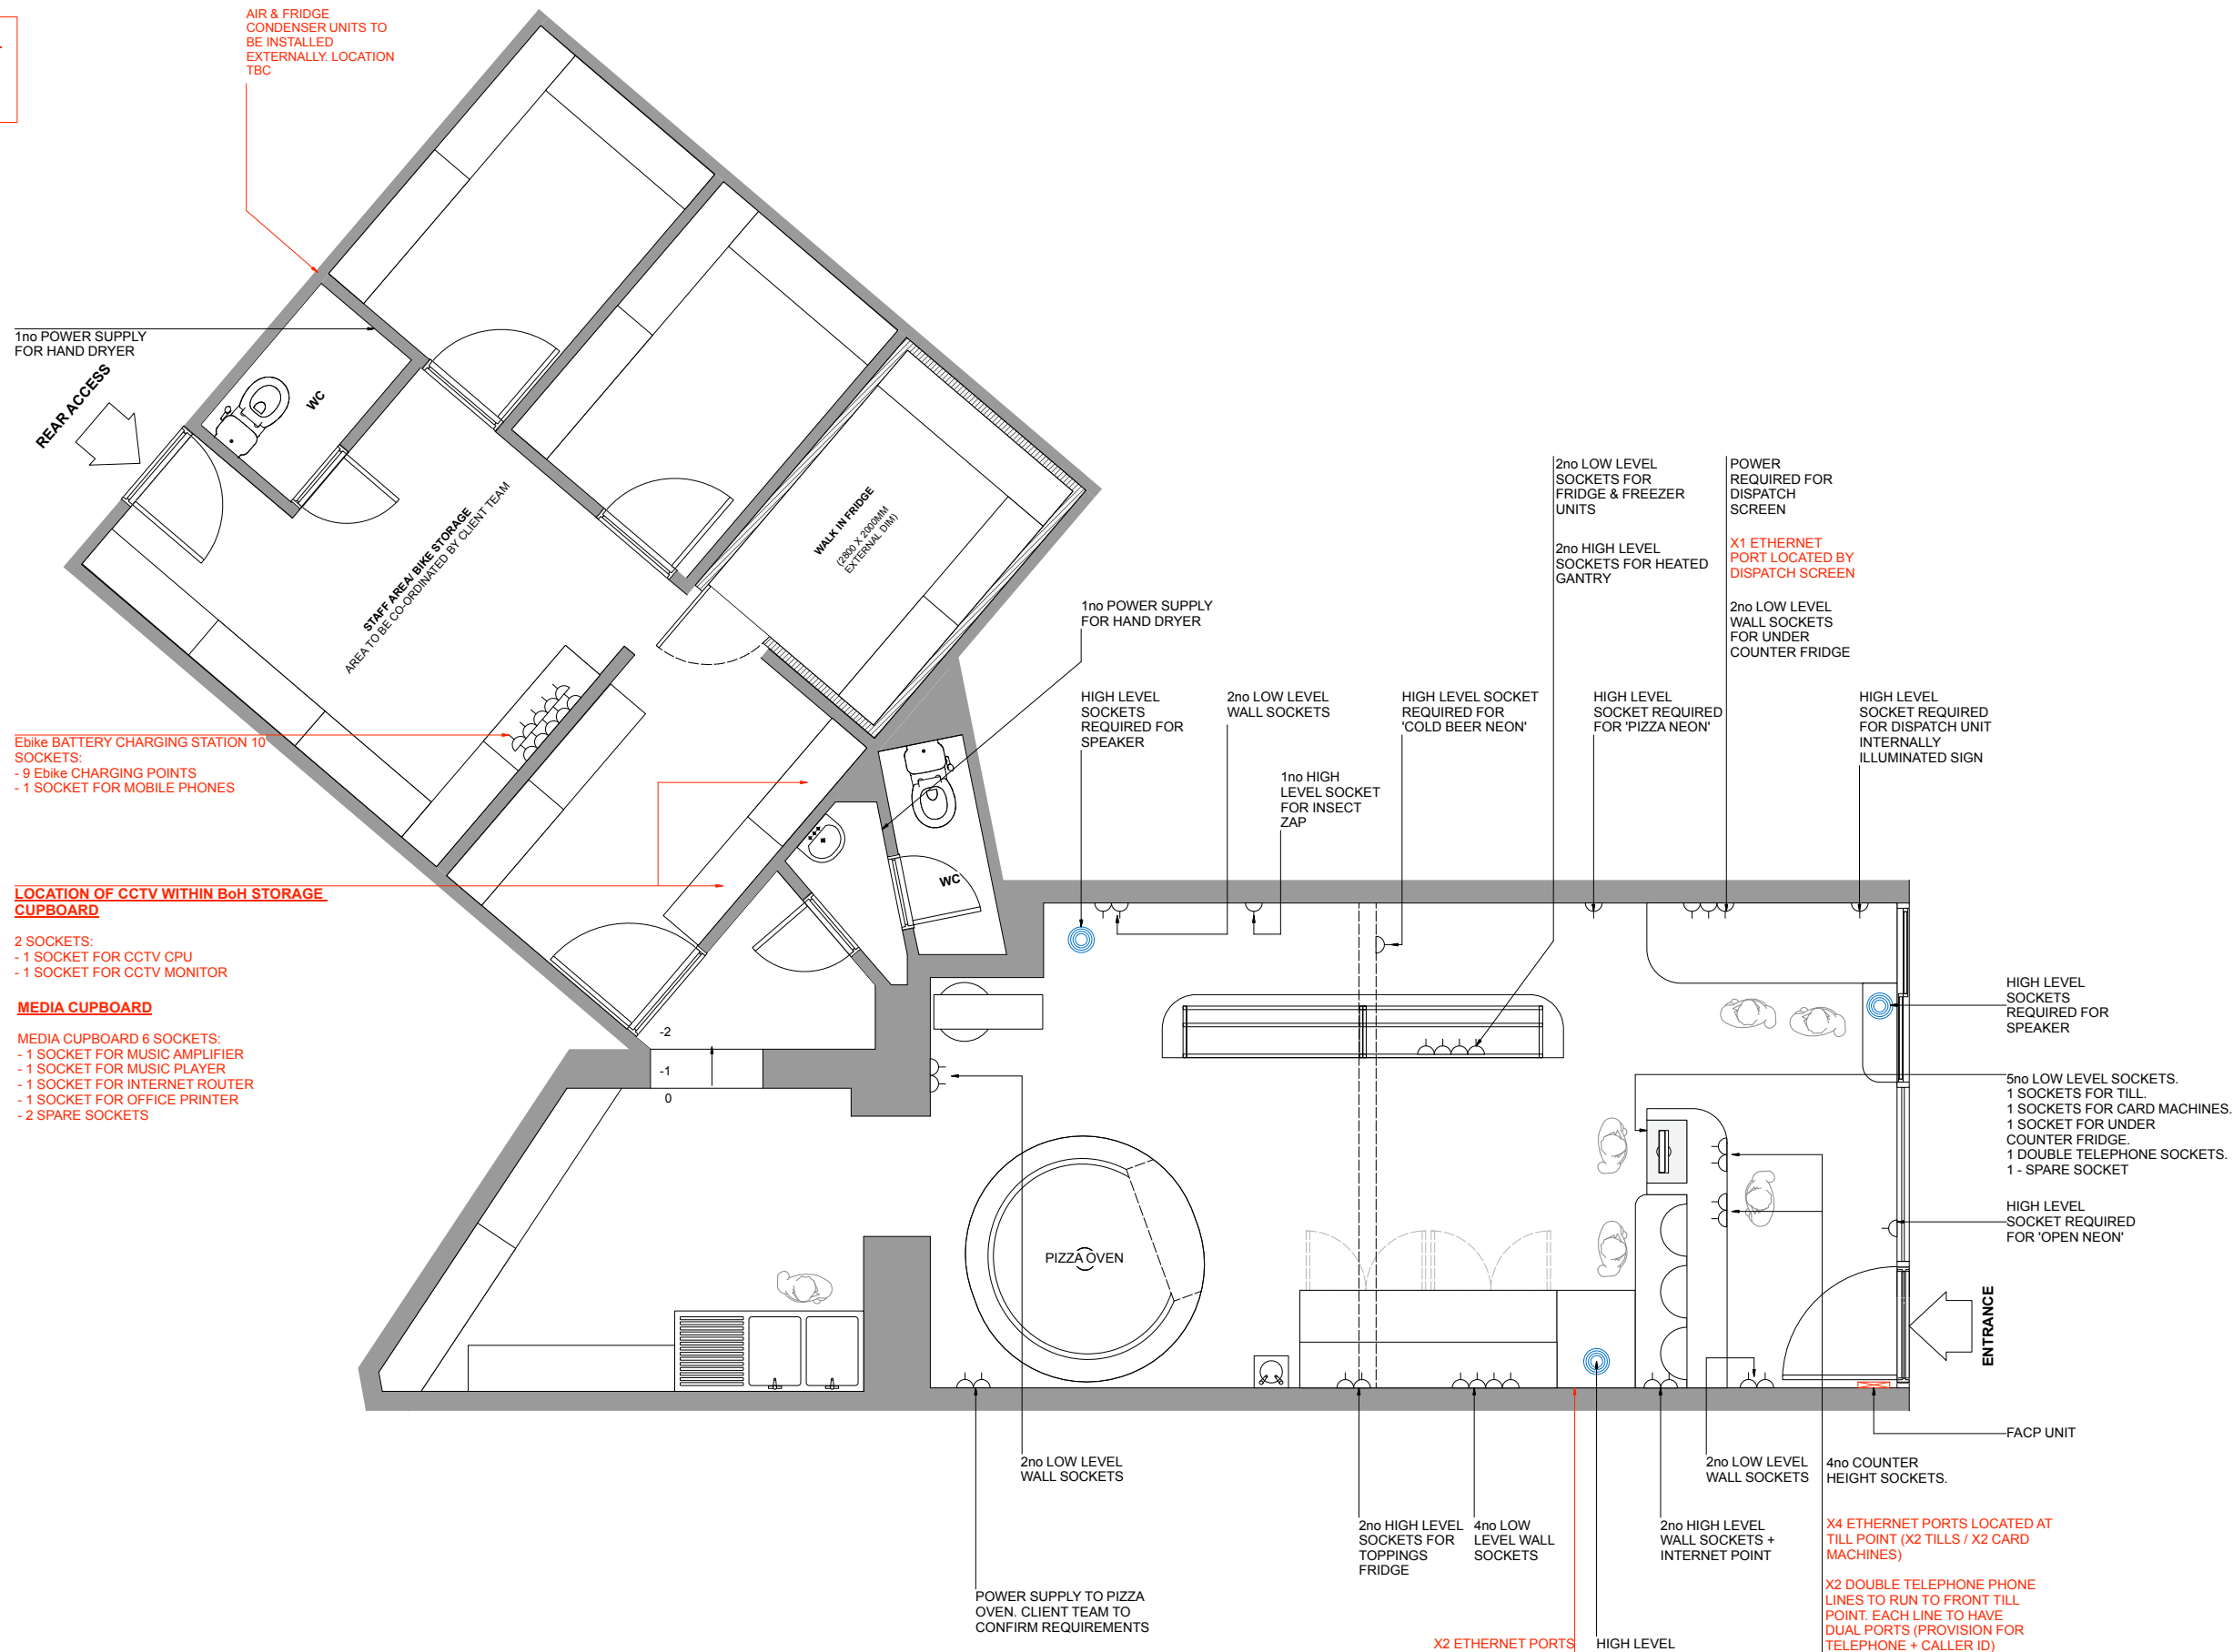 AIR & FRIDGE
CONDENSER UNITS TO
BE INSTALLED
EXTERNALLY. LOCATION
TBC
1no POWER SUPPLY
FOR HAND DRYER
REAR ACCESS
WC
STAFF AREA/ BIKE STORAGE
AREA TO BE CO-ORDINATED BY CLIENT TEAM
WALK IN FRIDGE
(2800 X 2000MM
EXTERNAL DIM)
Ebike BATTERY CHARGING STATION 10
SOCKETS:
- 9 Ebike CHARGING POINTS
- 1 SOCKET FOR MOBILE PHONES
LOCATION OF CCTV WITHIN BoH STORAGE
CUPBOARD
2 SOCKETS:
- 1 SOCKET FOR CCTV CPU
- 1 SOCKET FOR CCTV MONITOR
MEDIA CUPBOARD
MEDIA CUPBOARD 6 SOCKETS:
- 1 SOCKET FOR MUSIC AMPLIFIER
- 1 SOCKET FOR MUSIC PLAYER
- 1 SOCKET FOR INTERNET ROUTER
- 1 SOCKET FOR OFFICE PRINTER
- 2 SPARE SOCKETS
1no POWER SUPPLY
FOR HAND DRYER
WC
-2
-1
0
HIGH LEVEL
SOCKETS
REQUIRED FOR
SPEAKER
2no LOW LEVEL
WALL SOCKETS
1no HIGH
LEVEL SOCKET
FOR INSECT
ZAP
HIGH LEVEL SOCKET
REQUIRED FOR
'COLD BEER NEON'
2no LOW LEVEL
SOCKETS FOR
FRIDGE & FREEZER
UNITS
2no HIGH LEVEL
SOCKETS FOR HEATED
GANTRY
HIGH LEVEL
SOCKET REQUIRED
FOR 'PIZZA NEON'
POWER
REQUIRED FOR
DISPATCH
SCREEN
X1 ETHERNET
PORT LOCATED BY
DISPATCH SCREEN
2no LOW LEVEL
WALL SOCKETS
FOR UNDER
COUNTER FRIDGE
HIGH LEVEL
SOCKET REQUIRED
FOR DISPATCH UNIT
INTERNALLY
ILLUMINATED SIGN
HIGH LEVEL
SOCKETS
REQUIRED FOR
SPEAKER
5no LOW LEVEL SOCKETS.
1 SOCKETS FOR TILL.
1 SOCKETS FOR CARD MACHINES.
1 SOCKET FOR UNDER
COUNTER FRIDGE.
1 DOUBLE TELEPHONE SOCKETS.
1 - SPARE SOCKET
HIGH LEVEL
SOCKET REQUIRED
FOR 'OPEN NEON'
ENTRANCE
PIZZA OVEN
FACP UNIT
2no LOW LEVEL
WALL SOCKETS
POWER SUPPLY TO PIZZA
OVEN. CLIENT TEAM TO
CONFIRM REQUIREMENTS
2no HIGH LEVEL
SOCKETS FOR
TOPPINGS
FRIDGE
4no LOW
LEVEL WALL
SOCKETS
X2 ETHERNET PORTS
HIGH LEVEL
2no HIGH LEVEL
WALL SOCKETS +
INTERNET POINT
2no LOW LEVEL
WALL SOCKETS
4no COUNTER
HEIGHT SOCKETS.
X4 ETHERNET PORTS LOCATED AT
TILL POINT (X2 TILLS / X2 CARD
MACHINES)
X2 DOUBLE TELEPHONE PHONE
LINES TO RUN TO FRONT TILL
POINT. EACH LINE TO HAVE
DUAL PORTS (PROVISION FOR
TELEPHONE + CALLER ID)